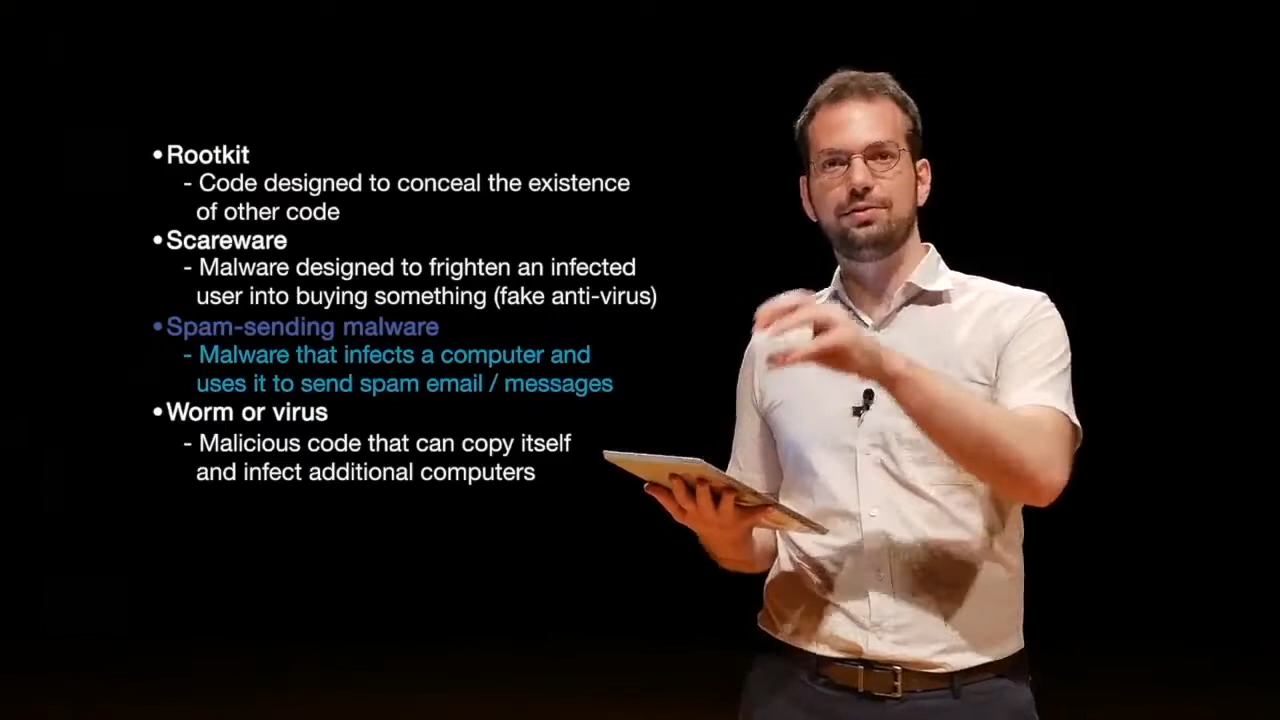 •Rootkit
- Code designed to conceal the existence
of other code
•Scareware
- Malware designed to frighten an infected
user into buying something (fake anti-virus)
•Spam-sending malware
- Malware that infects a computer and
uses it to send spam email / messages
•Worm or virus
- Malicious code that can copy itself
and infect additional computers